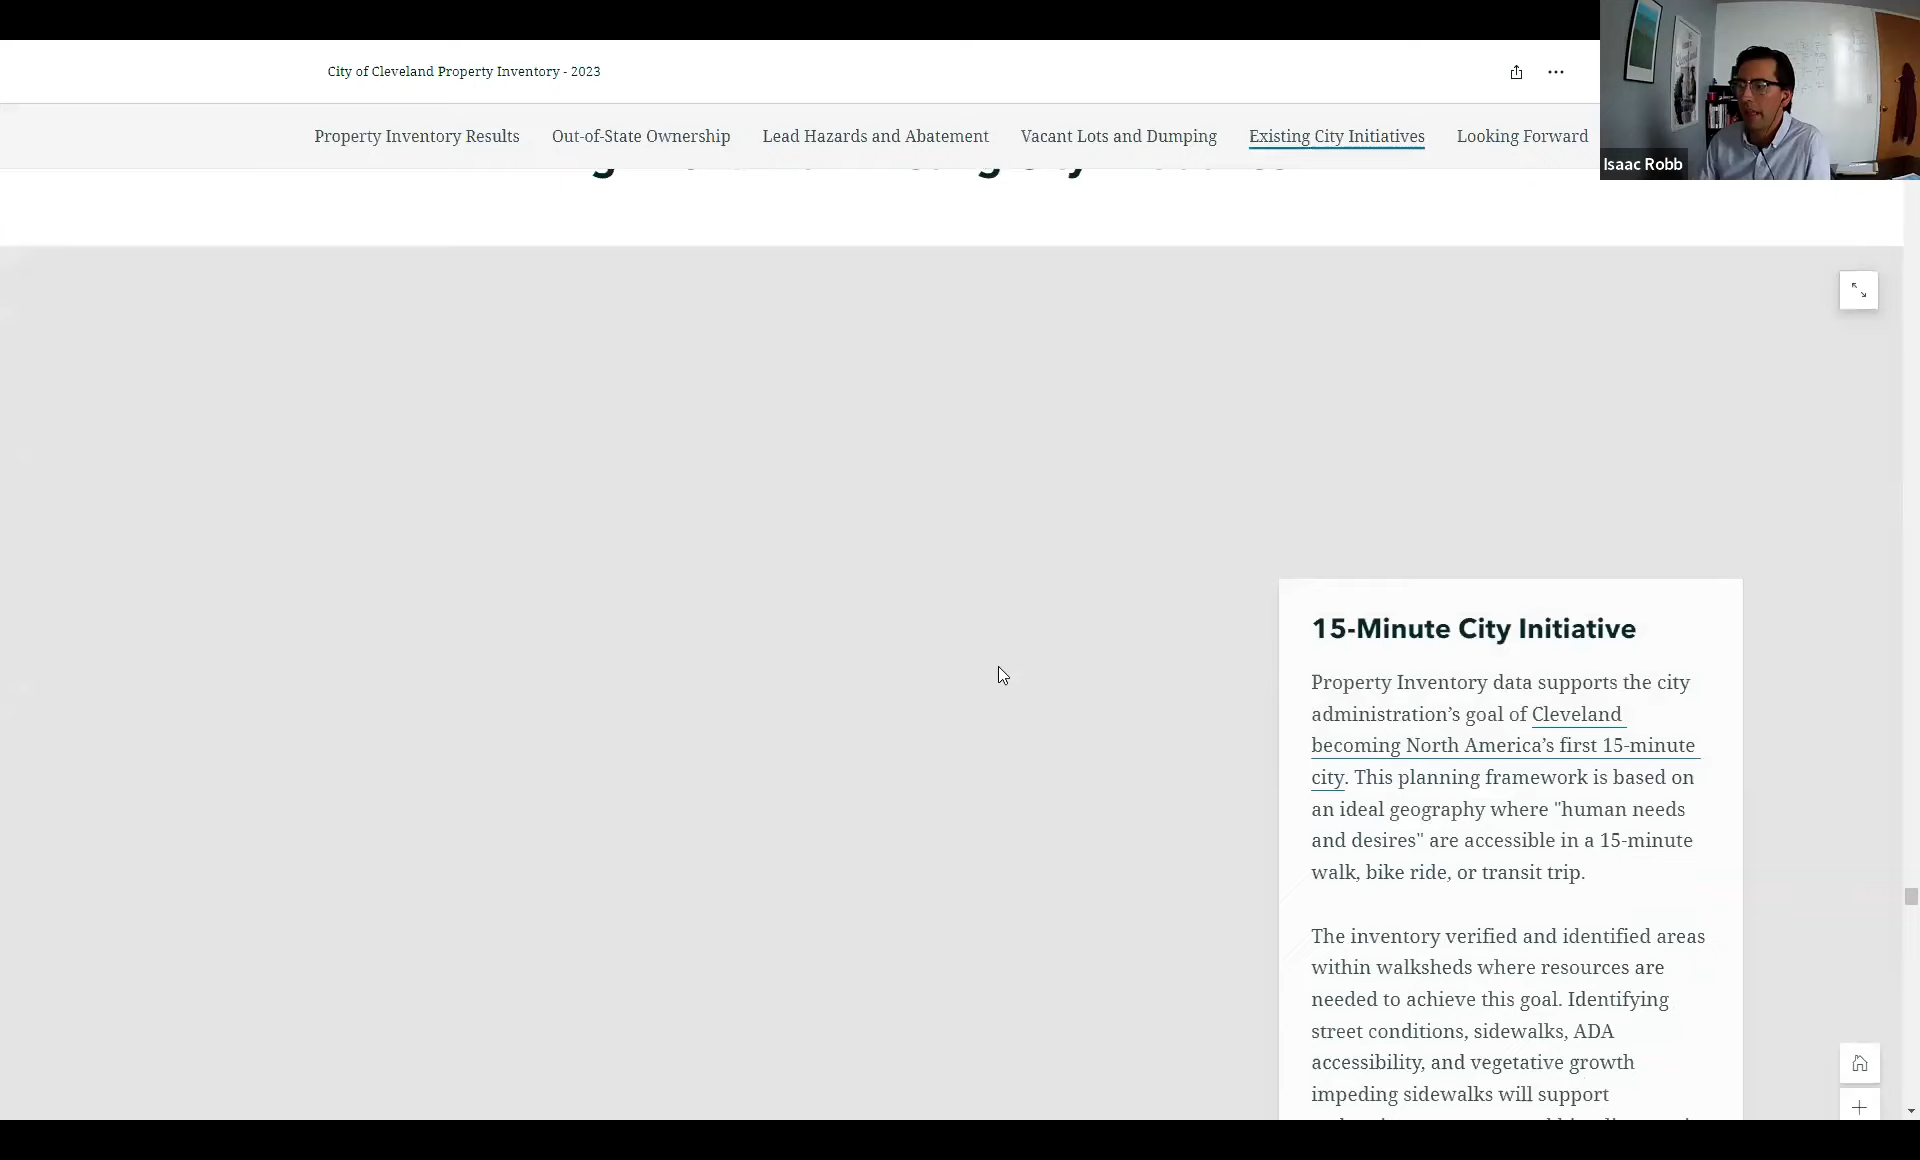 City of Cleveland Property Inventory - 2023
Property Inventory Results
Out-of-State Ownership
Lead Hazards and Abatement
Vacant Lots and Dumping
Existing City Initiatives
Looking Forward
Isaac Robb
15-Minute City Initiative
Property Inventory data supports the city
administration’s goal of Cleveland
becoming North America’s first 15-minute
city. This planning framework is based on
an ideal geography where "human needs
and desires" are accessible in a 15-minute
walk, bike ride, or transit trip.
The inventory verified and identified areas
within walksheds where resources are
needed to achieve this goal. Identifying
street conditions, sidewalks, ADA
accessibility, and vegetative growth
impeding sidewalks will support